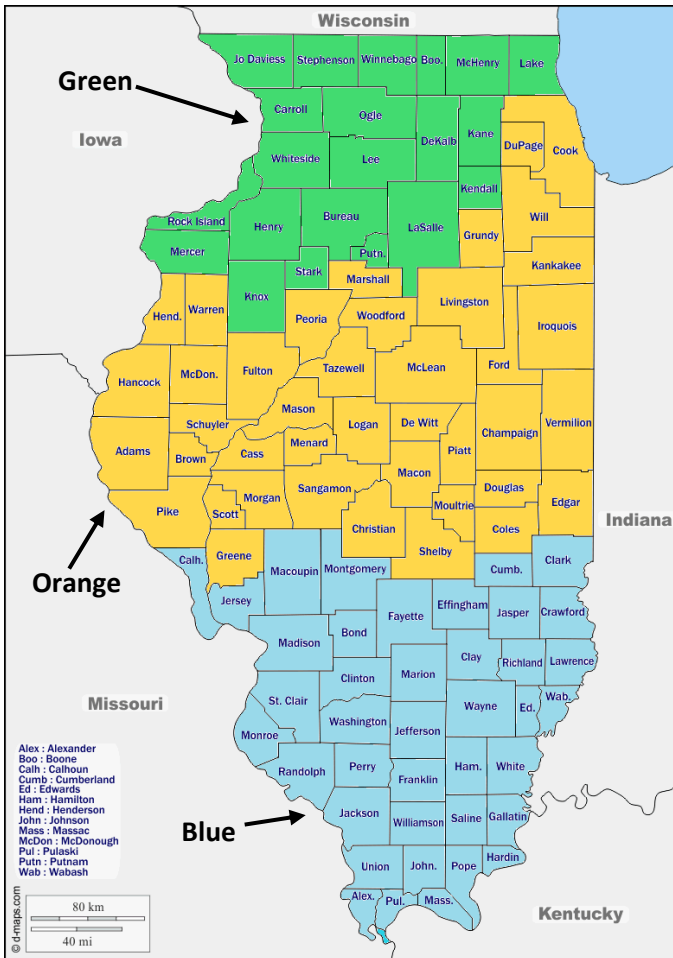 Wisconsin
Jo Daviess Stephenson Winnebago Boo. McHenry Lake
Green
Carroll Ogle DeKalb Kane
DuPage Cook
Iowa
Whiteside Lee
Kendall
Will
Rock Island Henry Bureau LaSalle Grundy
Mercer Putn.
Kankakee
Stark Marshall
Knox
Hend. Warren Peoria Woodford Livingston
Iroquois
Hancock McDon. Fulton Tazewell McLean Ford
Mason
Schuyler Logan De Witt Champaign Vermilion
Adams Brown Cass Menard Piatt
Macon
Pike Scott Morgan Sangamon Moultrie Douglas Edgar
Christian Coles
Indiana
Orange
Greene Shelby
Calh. Macoupin Montgomery Cumb. Clark
Jersey Fayette Effingham Jasper Crawford
Madison Bond
Clay Richland Lawrence
Clinton Marion
Missouri
St. Clair Wayne Ed. Wab.
Washington Jefferson
Monroe
Randolph Perry Franklin Ham. White
Blue
Jackson Williamson Saline Gallatin
Union John. Pope Hardin
Alex. Pul. Mass.
Kentucky
Alex : Alexander
Boo : Boone
Calh : Calhoun
Cumb : Cumberland
Ed : Edwards
Ham : Hamilton
Hend : Henderson
John : Johnson
Mass : Massac
McDon : McDonough
Pul : Pulaski
Putn : Putnam
Wab : Wabash
80 km
40 mi
© d-maps.com